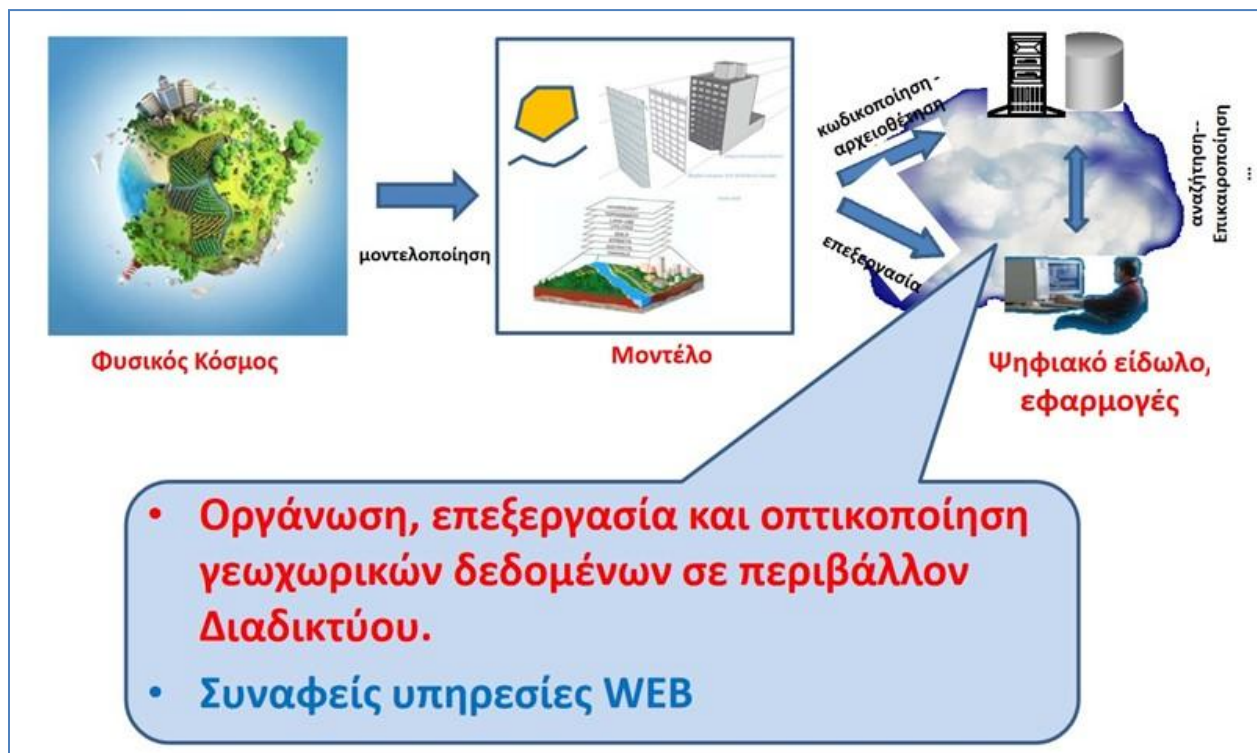 κωδικοποίηση -
αρχειοθέτηση
αναζήτηση--
Επικαιροποίηση
...
μοντελοποίηση
επεξεργασία
Φυσικός Κόσμος
Μοντέλο
Ψηφιακό είδωλο,
εφαρμογές
• Οργάνωση, επεξεργασία και οπτικοποίηση
γεωχωρικών δεδομένων σε περιβάλλον
Διαδικτύου.
• Συναφείς υπηρεσίες WEB